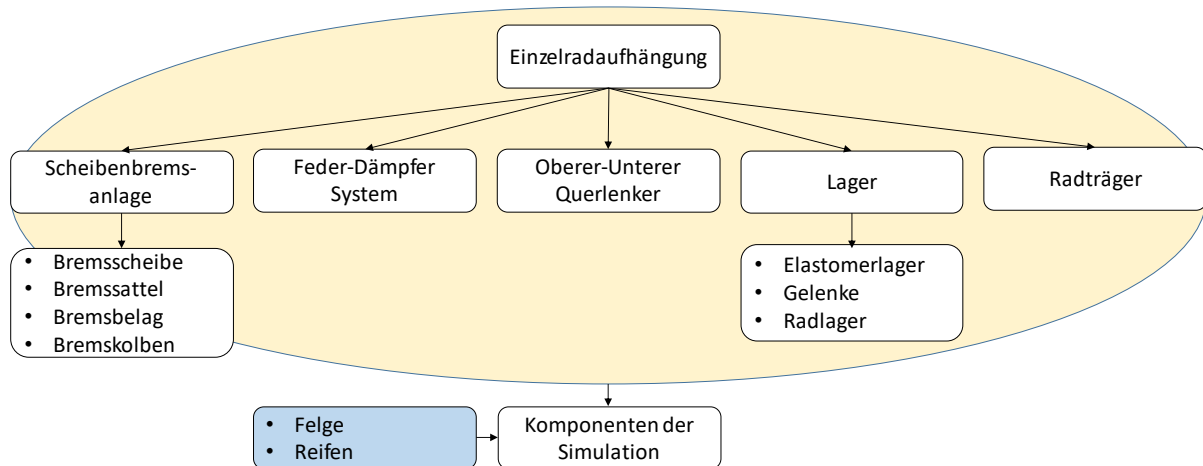 Einzelradaufhängung
Scheibenbrems-
anlage
Feder-Dämpfer
System
Oberer-Unterer
Querlenker
Lager
Radträger
• Bremsscheibe
• Bremssattel
• Bremsbelag
• Bremskolben
• Elastomerlager
• Gelenke
• Radlager
• Felge
• Reifen
Komponenten der
Simulation